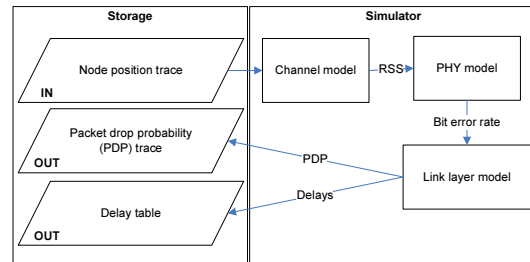 Storage
Simulator
Node position trace
IN
Channel model
RSS
PHY model
Bit error rate
Packet drop probability
(PDP) trace
OUT
PDP
Link layer model
Delays
Delay table
OUT